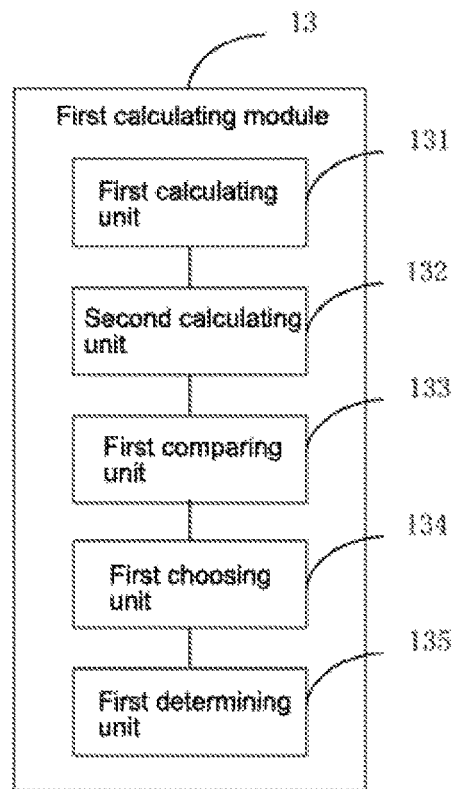 13
First calculating module
131
First calculating
unit
132
Second calculating
unit
133
First comparing
unit
134
First choosing
unit
135
First determining
unit